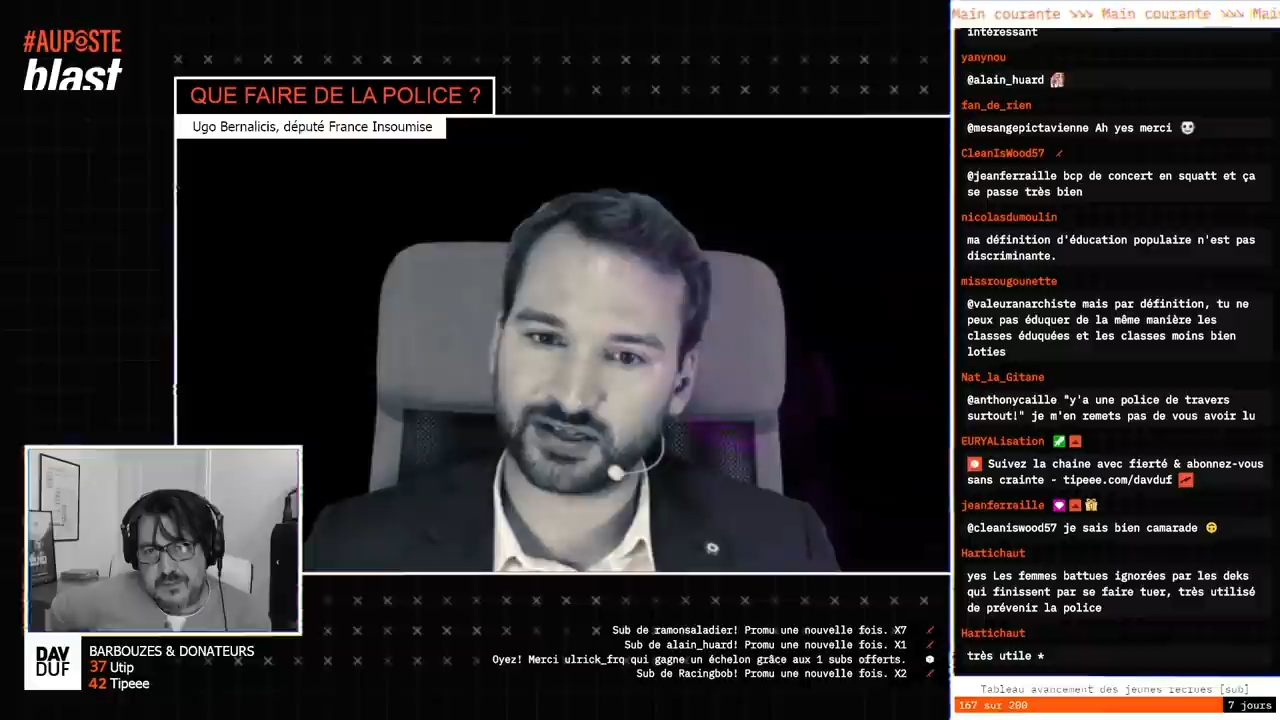 #AUPOSTE
blast
QUE FAIRE DE LA POLICE ?
Ugo Bernalicis, député France Insoumise
DAV
DUF
BARBOUZES & DONATEURS
37 Utip
42 Tipeee
Sub de ramonsaladier! Promu une nouvelle fois. X7
Sub de alain_huard! Promu une nouvelle fois. X1
Oyez! Merci ulrick_frq qui gagne un échelon grâce aux 1 subs offerts.
Sub de Racingbob! Promu une nouvelle fois. X2
Main courante >>> Main courante >>> Mai
intéressant
yanynou
@alain_huard
fan_de_rien
@mesangepictavienne Ah yes merci
CleanIsWood57
@jeanferraille bcp de concert en squatt et ça
se passe très bien
nicolasdumoulin
ma définition d'éducation populaire n'est pas
discriminante.
missrougounette
@valeuranarchiste mais par définition, tu ne
peux pas éduquer de la même manière les
classes éduquées et les classes moins bien
loties
Nat_la_Gitane
@anthonycaille "y'a une police de travers
surtout!" je m'en remets pas de vous avoir lu
EURYALisation
Suivez la chaine avec fierté & abonnez-vous
sans crainte - tipeee.com/davduf
jeanferraille
@cleaniswood57 je sais bien camarade
Hartichaut
yes Les femmes battues ignorées par les deks
qui finissent par se faire tuer, très utilisé
de prévenir la police
Hartichaut
très utile *
Tableau avancement des jeunes recrues [sub]
167 sur 200
7 jours